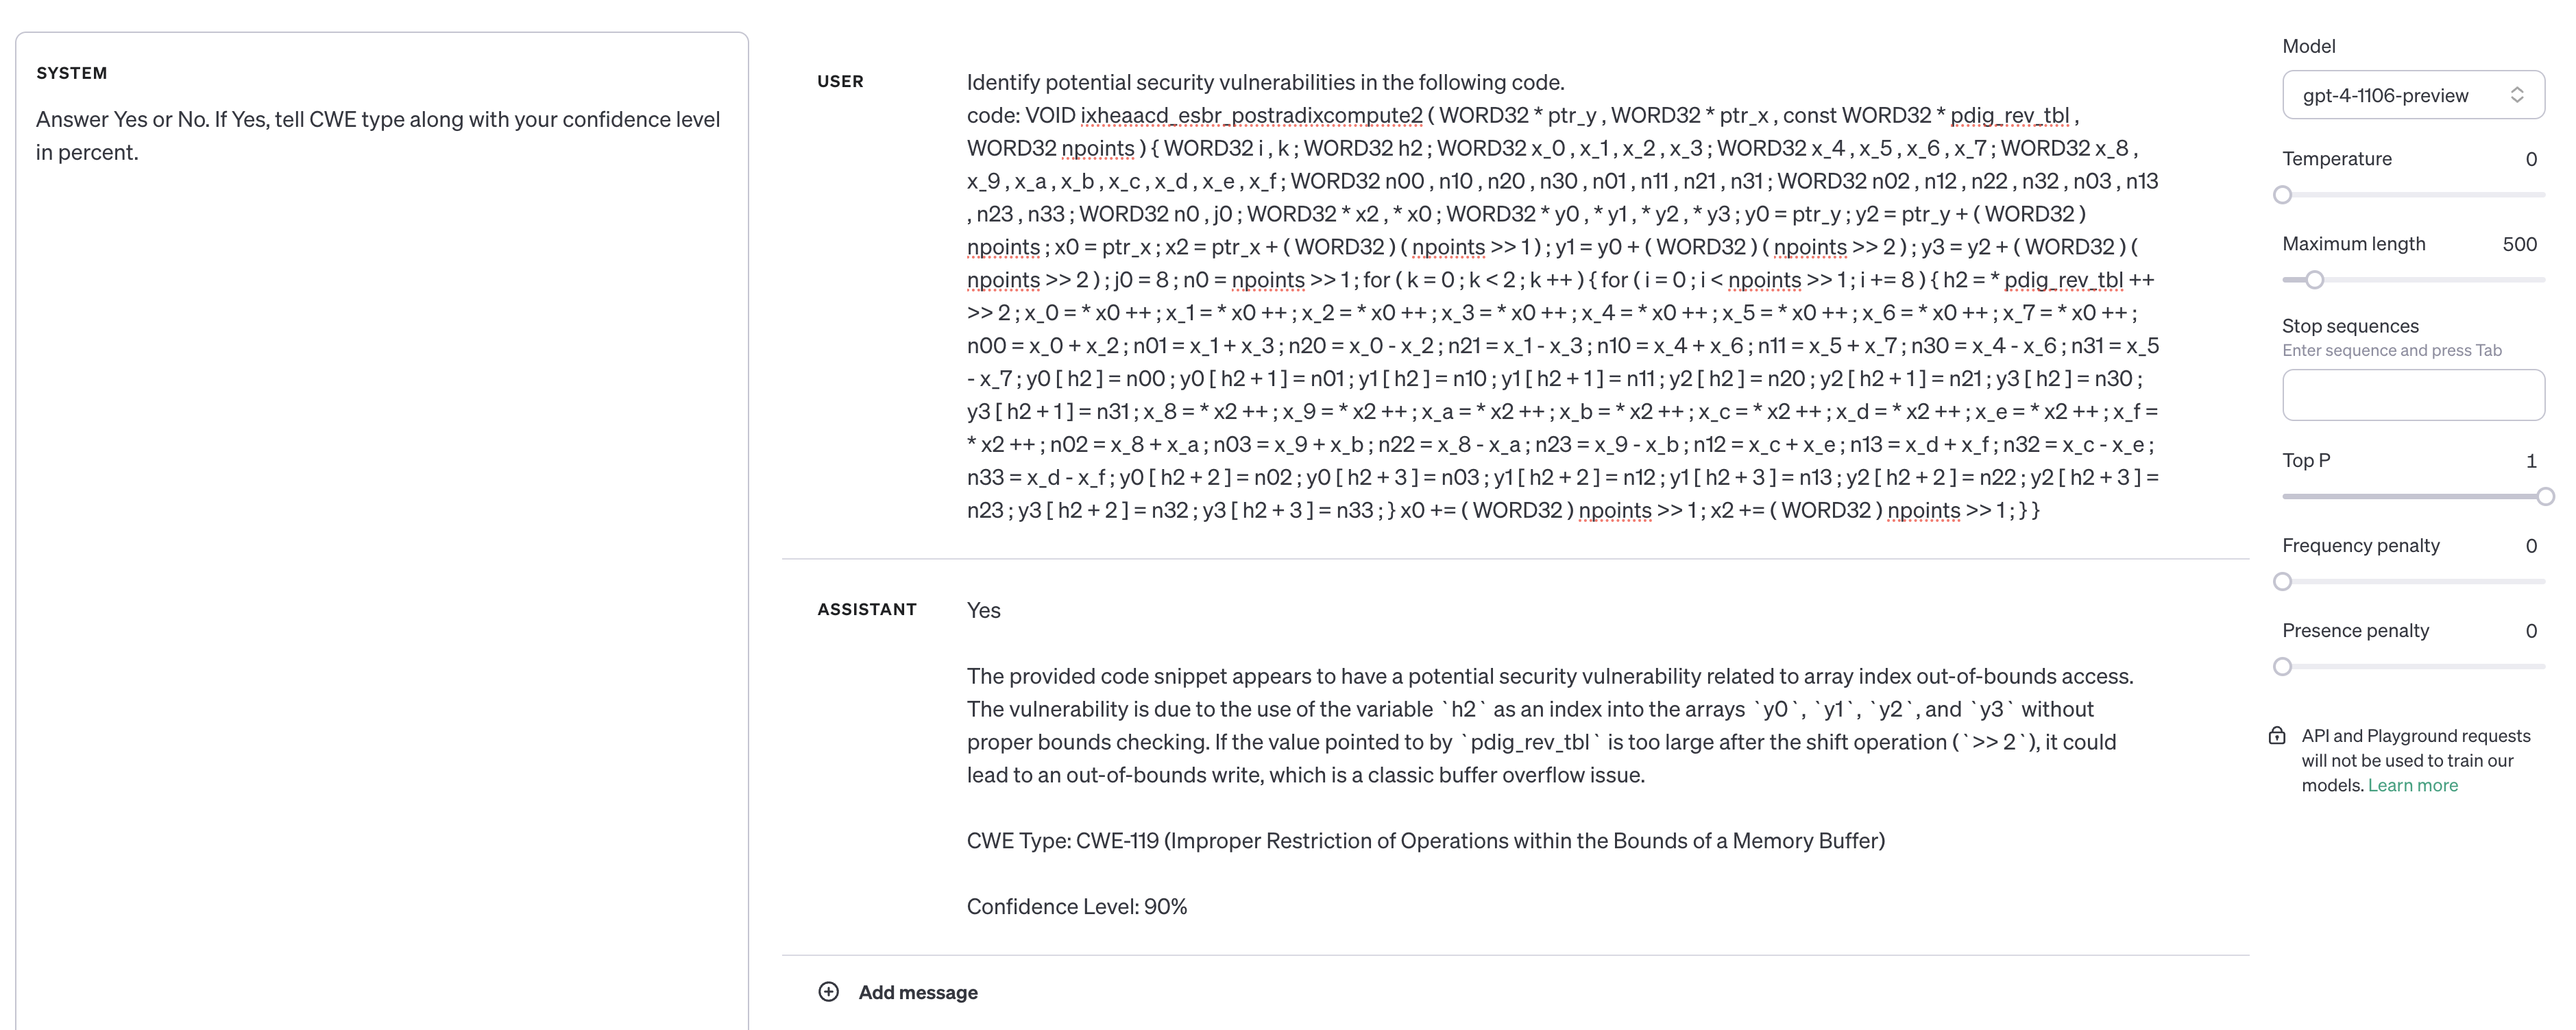 SYSTEM
Answer Yes or No. If Yes, tell CWE type along with your confidence level
in percent.
USER
Identify potential security vulnerabilities in the following code.
code: VOID ixheaacd_esbr_postradixcompute2 ( WORD32 * ptr_y , WORD32 * ptr_x , const WORD32 * pdig_rev_tbl ,
WORD32 npoints ) { WORD32 i , k ; WORD32 h2 ; WORD32 x_0 , x_1 , x_2 , x_3 ; WORD32 x_4 , x_5 , x_6 , x_7 ; WORD32 x_8 ,
x_9 , x_a , x_b , x_c , x_d , x_e , x_f ; WORD32 n00 , n10 , n20 , n30 , n01 , n11 , n21 , n31 ; WORD32 n02 , n12 , n22 , n32 , n03 , n13
, n23 , n33 ; WORD32 n0 , j0 ; WORD32 * x2 , * x0 ; WORD32 * y0 , * y1 , * y2 , * y3 ; y0 = ptr_y ; y2 = ptr_y + ( WORD32 )
npoints ; x0 = ptr_x ; x2 = ptr_x + ( WORD32 ) ( npoints >> 1 ) ; y1 = y0 + ( WORD32 ) ( npoints >> 2 ) ; y3 = y2 + ( WORD32 ) (
npoints >> 2 ) ; j0 = 8 ; n0 = npoints >> 1 ; for ( k = 0 ; k < 2 ; k ++ ) { for ( i = 0 ; i < npoints >> 1 ; i += 8 ) { h2 = * pdig_rev_tbl ++
>> 2 ; x_0 = * x0 ++ ; x_1 = * x0 ++ ; x_2 = * x0 ++ ; x_3 = * x0 ++ ; x_4 = * x0 ++ ; x_5 = * x0 ++ ; x_6 = * x0 ++ ; x_7 = * x0 ++ ;
n00 = x_0 + x_2 ; n01 = x_1 + x_3 ; n20 = x_0 - x_2 ; n21 = x_1 - x_3 ; n10 = x_4 + x_6 ; n11 = x_5 + x_7 ; n30 = x_4 - x_6 ; n31 = x_5
- x_7 ; y0 [ h2 ] = n00 ; y0 [ h2 + 1 ] = n01 ; y1 [ h2 ] = n10 ; y1 [ h2 + 1 ] = n11 ; y2 [ h2 ] = n20 ; y2 [ h2 + 1 ] = n21 ; y3 [ h2 ] = n30 ;
y3 [ h2 + 1 ] = n31 ; x_8 = * x2 ++ ; x_9 = * x2 ++ ; x_a = * x2 ++ ; x_b = * x2 ++ ; x_c = * x2 ++ ; x_d = * x2 ++ ; x_e = * x2 ++ ; x_f =
* x2 ++ ; n02 = x_8 + x_a ; n03 = x_9 + x_b ; n22 = x_8 - x_a ; n23 = x_9 - x_b ; n12 = x_c + x_e ; n13 = x_d + x_f ; n32 = x_c - x_e ;
n33 = x_d - x_f ; y0 [ h2 + 2 ] = n02 ; y0 [ h2 + 3 ] = n03 ; y1 [ h2 + 2 ] = n12 ; y1 [ h2 + 3 ] = n13 ; y2 [ h2 + 2 ] = n22 ; y2 [ h2 + 3 ] =
n23 ; y3 [ h2 + 2 ] = n32 ; y3 [ h2 + 3 ] = n33 ; } x0 += ( WORD32 ) npoints >> 1 ; x2 += ( WORD32 ) npoints >> 1 ; } }
ASSISTANT
Yes
The provided code snippet appears to have a potential security vulnerability related to array index out-of-bounds access.
The vulnerability is due to the use of the variable `h2` as an index into the arrays `y0`, `y1`, `y2`, and `y3` without
proper bounds checking. If the value pointed to by `pdig_rev_tbl` is too large after the shift operation (`>> 2`), it could
lead to an out-of-bounds write, which is a classic buffer overflow issue.
CWE Type: CWE-119 (Improper Restriction of Operations within the Bounds of a Memory Buffer)
Confidence Level: 90%
Add message
Model
gpt-4-1106-preview
Temperature 0
Maximum length 500
Stop sequences
Enter sequence and press Tab
Top P 1
Frequency penalty 0
Presence penalty 0
API and Playground requests
will not be used to train our
models. Learn more